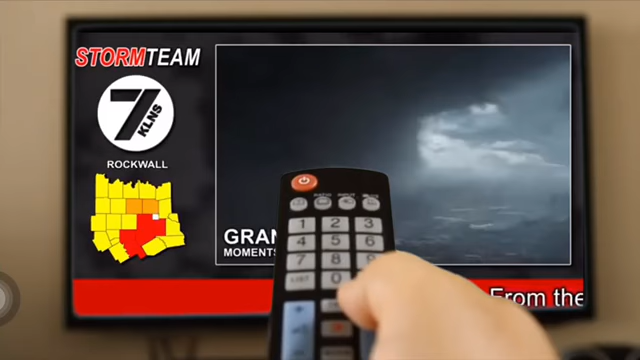 STORMTEAM
7
KLNS
ROCKWALL
GRAN
MOMENTS
From the
1 2 3
4 5 6
7 8 9
0